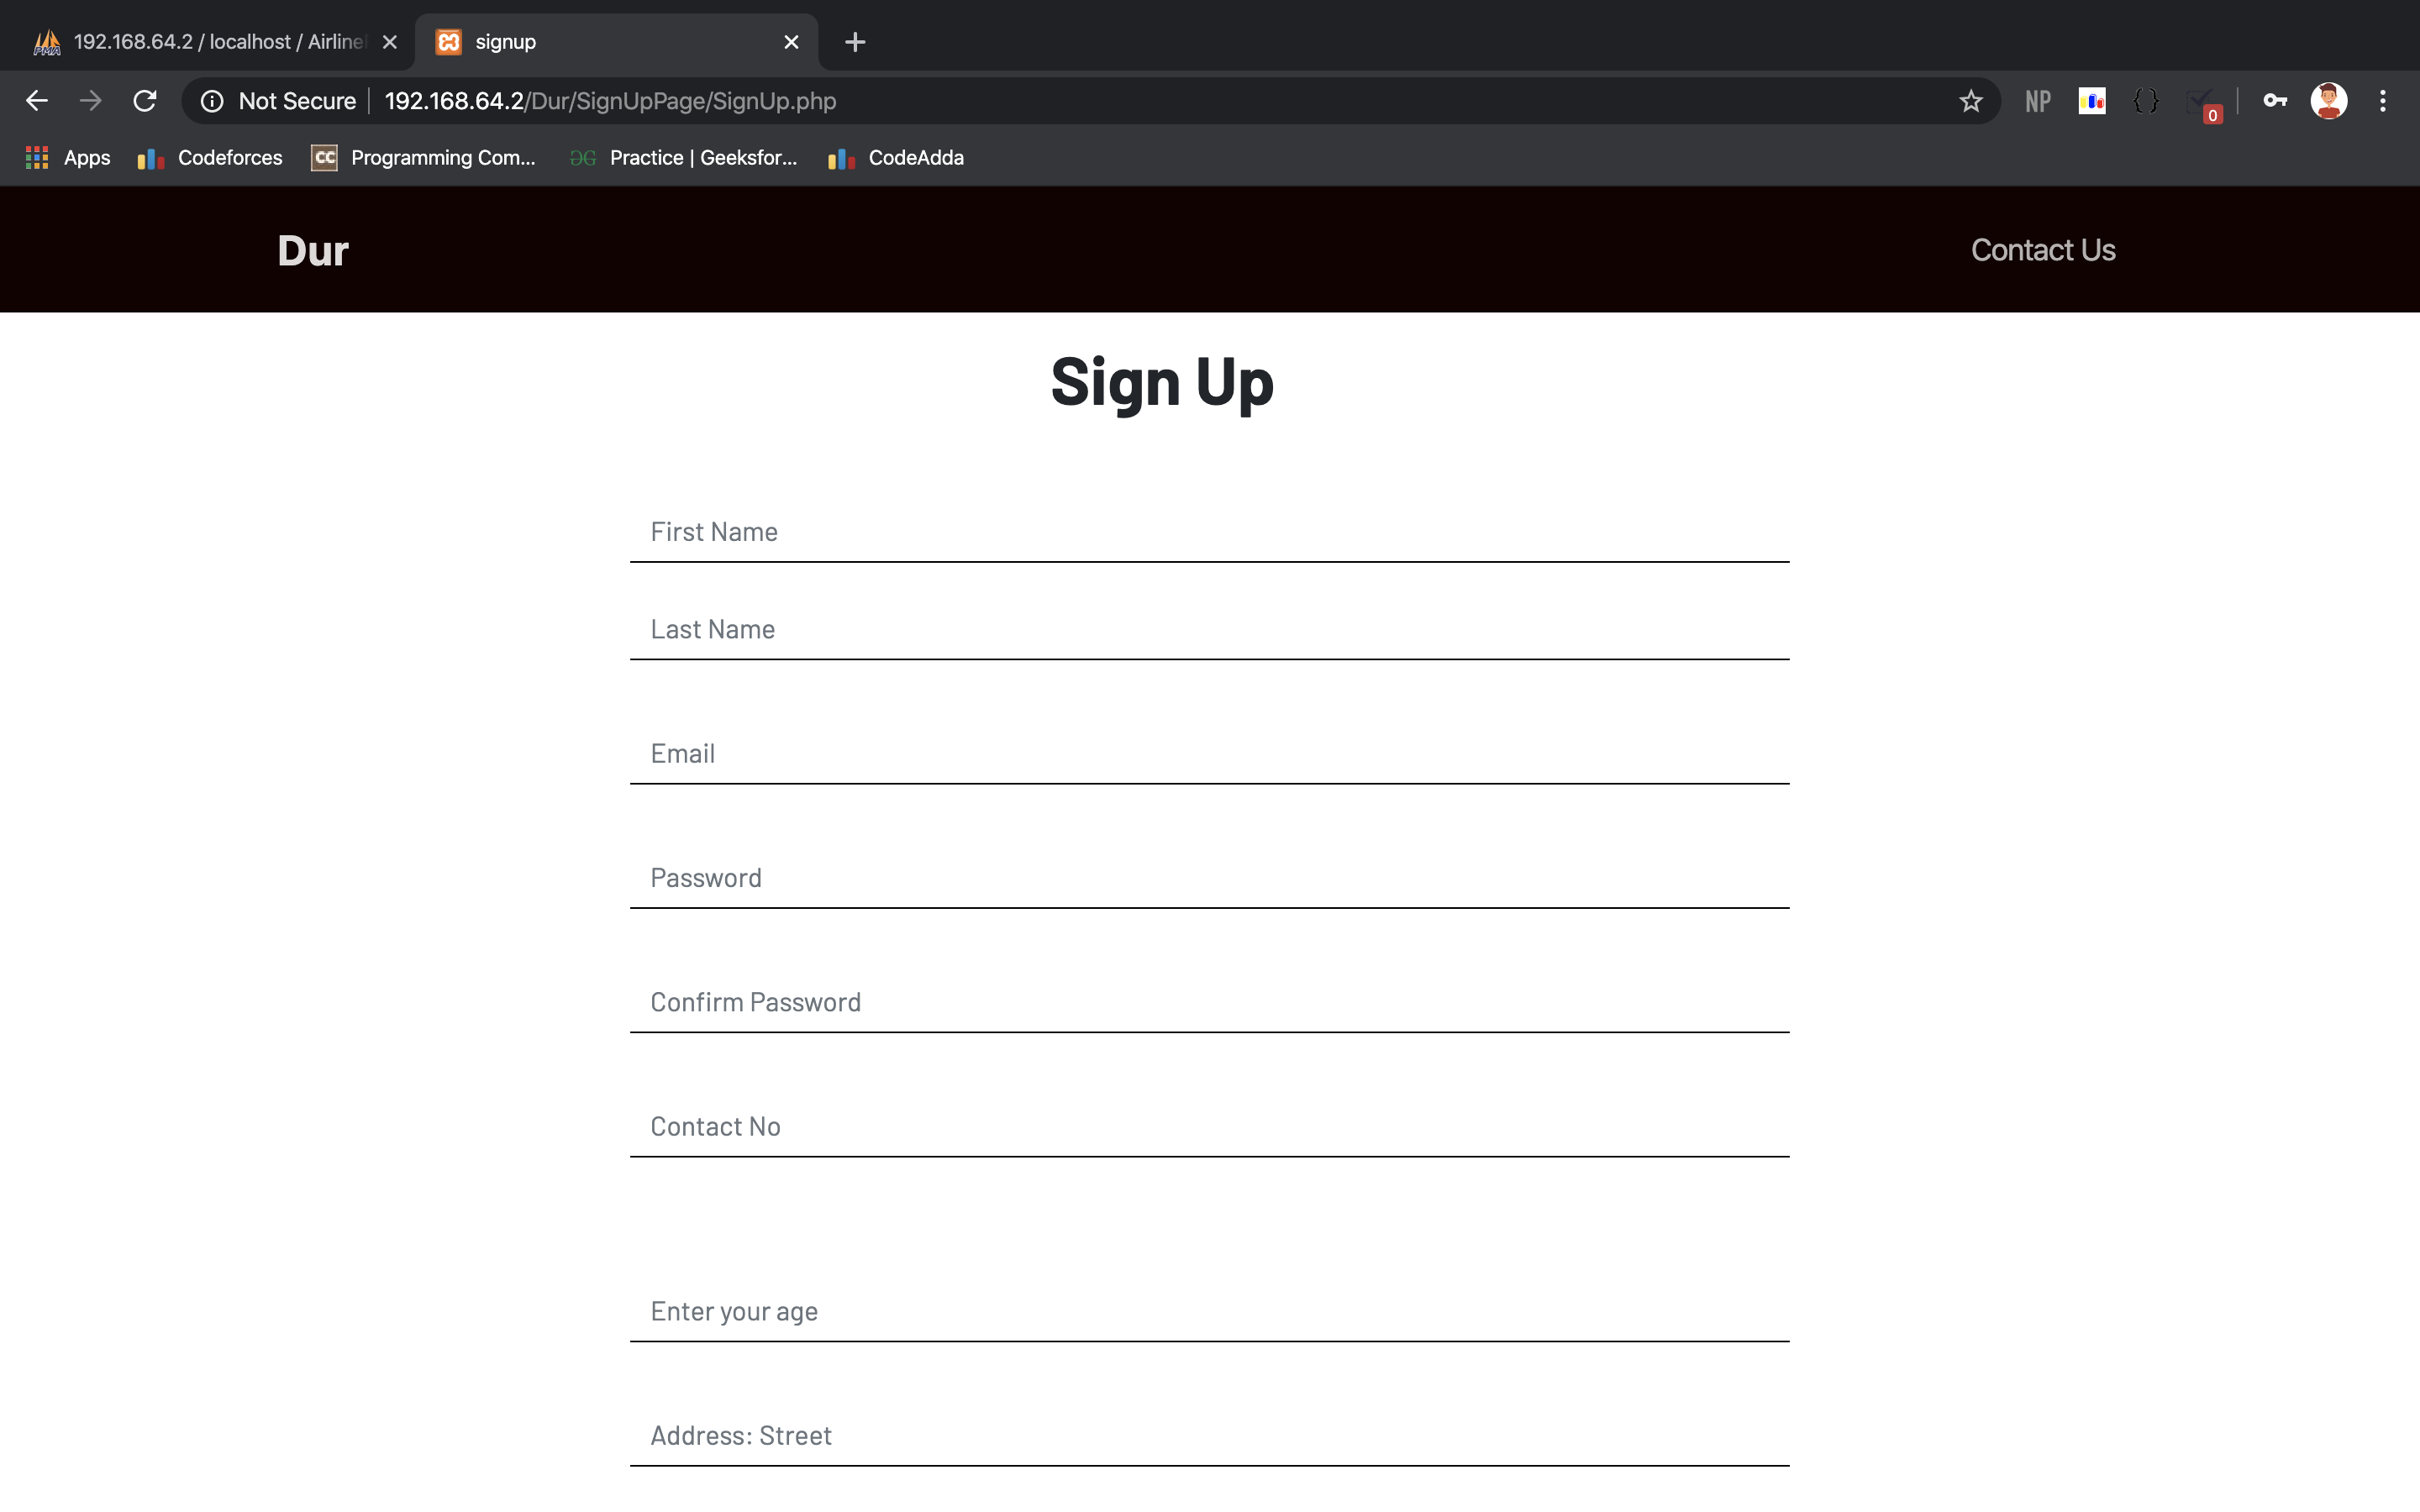 192.168.64.2 / localhost / Airline
signup
Not Secure
192.168.64.2/Dur/SignUpPage/SignUp.php
NP
0
Apps
Codeforces
CC
Programming Com...
Practice | Geeksfor...
CodeAdda
Dur
Contact Us
Sign Up
First Name
Last Name
Email
Password
Confirm Password
Contact No
Enter your age
Address: Street